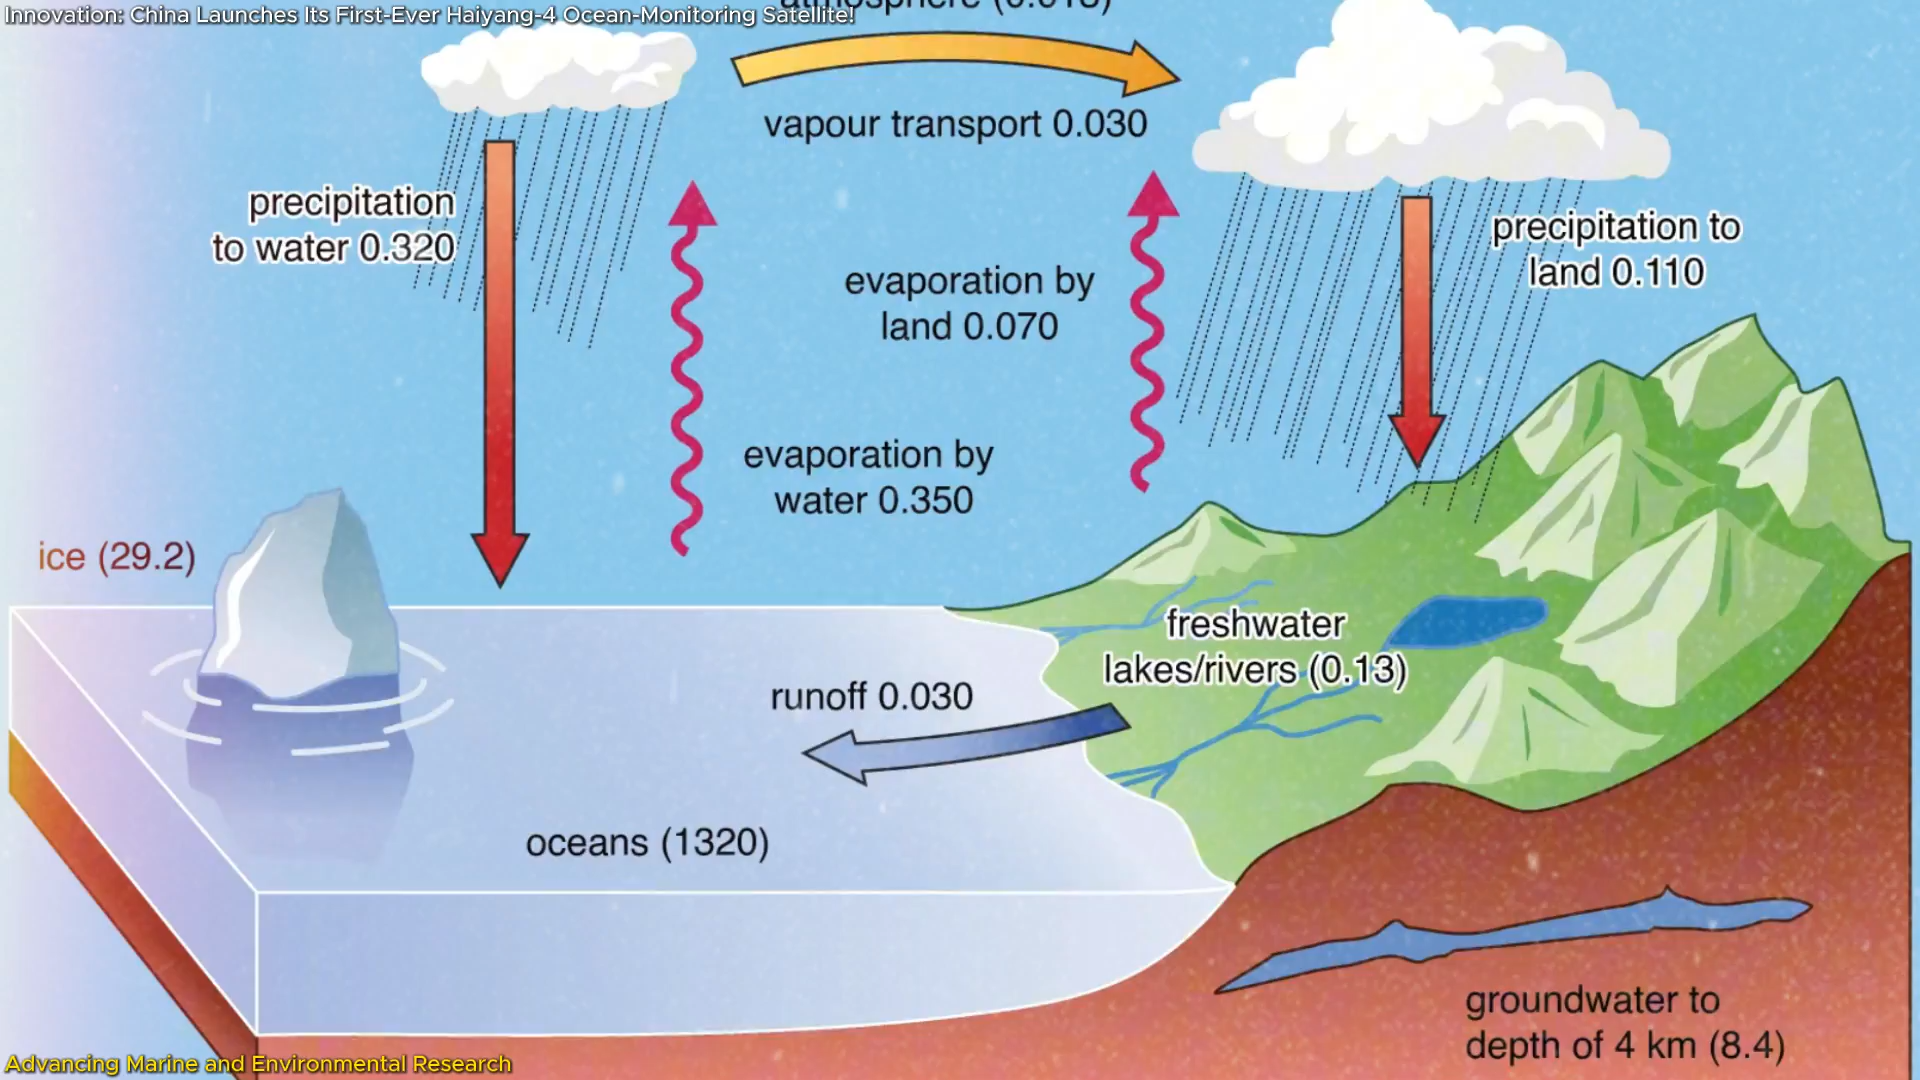 Innovation: China Launches Its First-Ever Haiyang-4 Ocean-Monitoring Satellite!
vapour transport 0.030
precipitation
to water 0.320
precipitation to
land 0.110
evaporation by
land 0.070
evaporation by
water 0.350
ice (29.2)
freshwater
lakes/rivers (0.13)
runoff 0.030
oceans (1320)
groundwater to
depth of 4 km (8.4)
Advancing Marine and Environmental Research